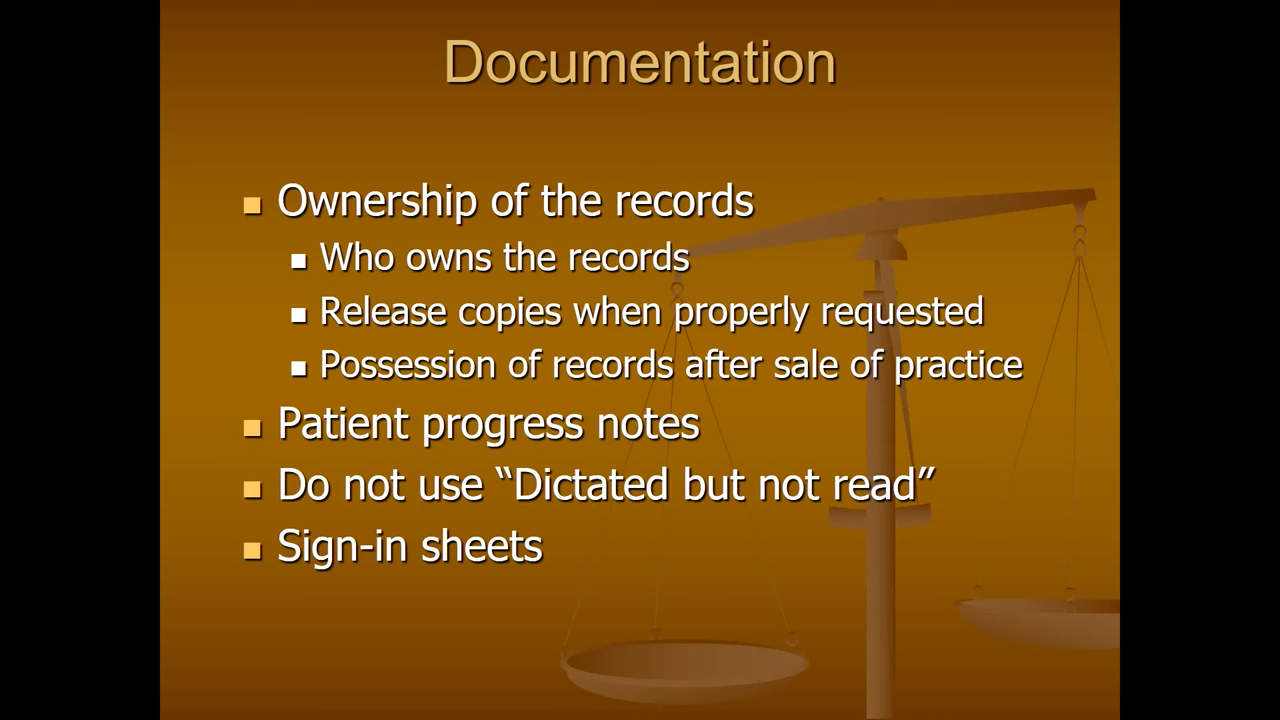 Documentation
Ownership of the records
Who owns the records
Release copies when properly requested
Possession of records after sale of practice
Patient progress notes
Do not use “Dictated but not read”
Sign-in sheets